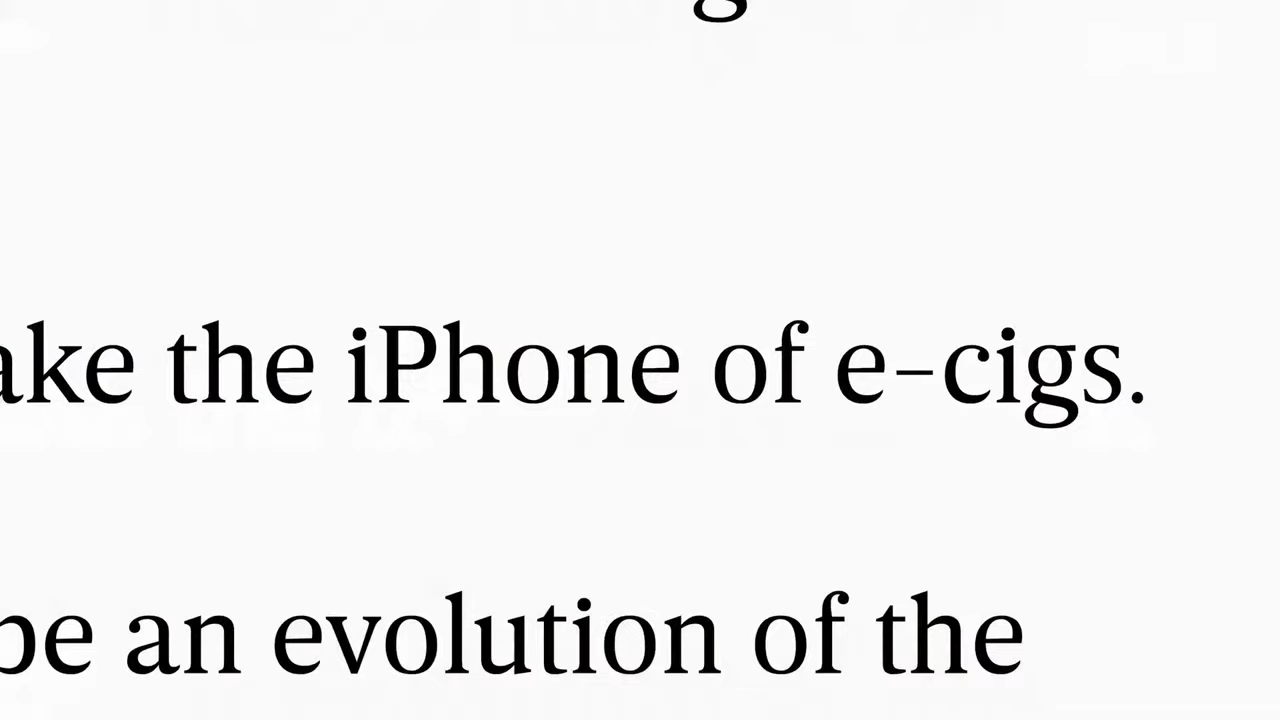 g
ake the iPhone of e-cigs.
be an evolution of the